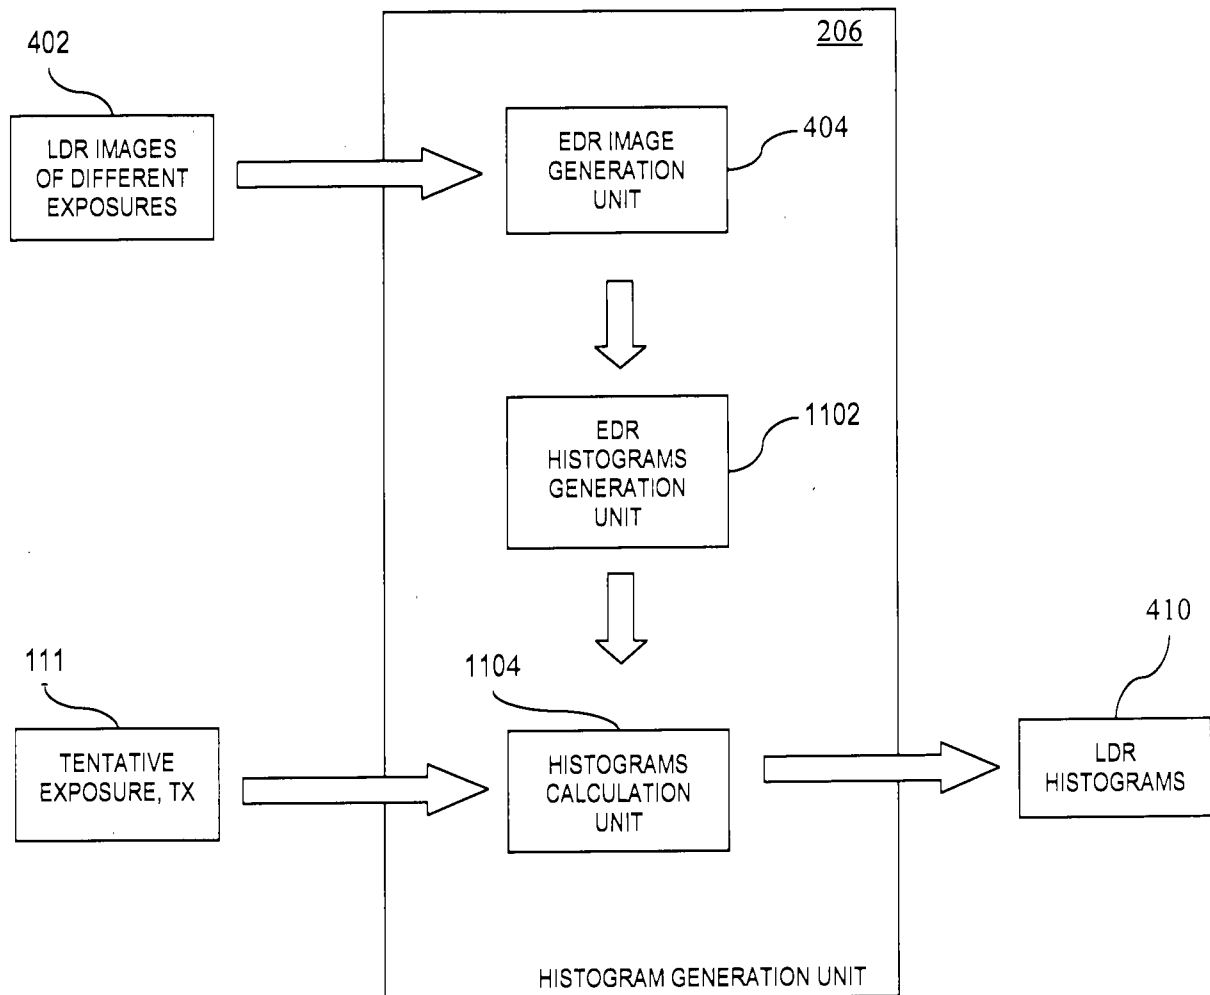 206
402
LDR IMAGES
OF DIFFERENT
EXPOSURES
EDR IMAGE
GENERATION
UNIT
404
EDR
HISTOGRAMS
GENERATION
UNIT
1102
111
TENTATIVE
EXPOSURE, TX
1104
HISTOGRAMS
CALCULATION
UNIT
410
LDR
HISTOGRAMS
HISTOGRAM GENERATION UNIT